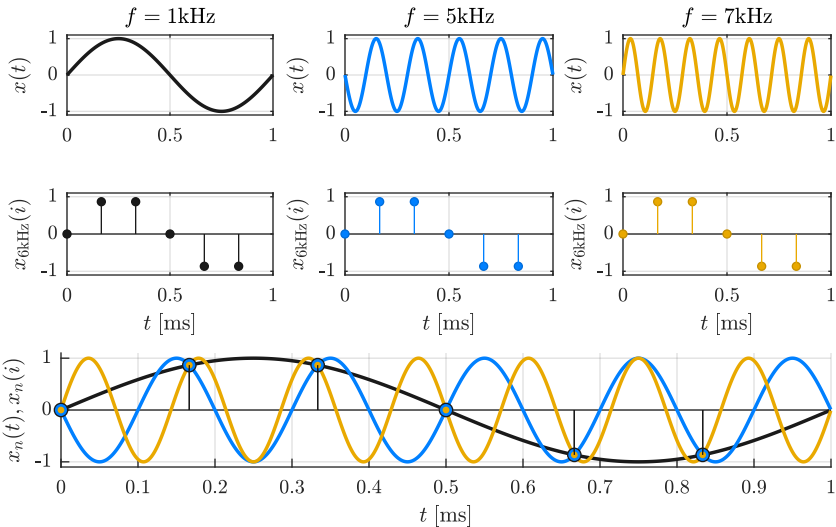 f = 1kHz f = 5kHz f = 7kHz
x(t) 1 0 -1 x(t) 1 0 -1 x(t) 1 0 -1
0 0.5 1 0 0.5 1 0 0.5 1
x6kHz(i) 1 0 -1 x6kHz(i) 1 0 -1 x6kHz(i) 1 0 -1
0 0.5 1 0 0.5 1 0 0.5 1
t [ms] t [ms] t [ms]
xn(t), xn(i) 1 0 -1
0 0.1 0.2 0.3 0.4 0.5 0.6 0.7 0.8 0.9 1
t [ms]